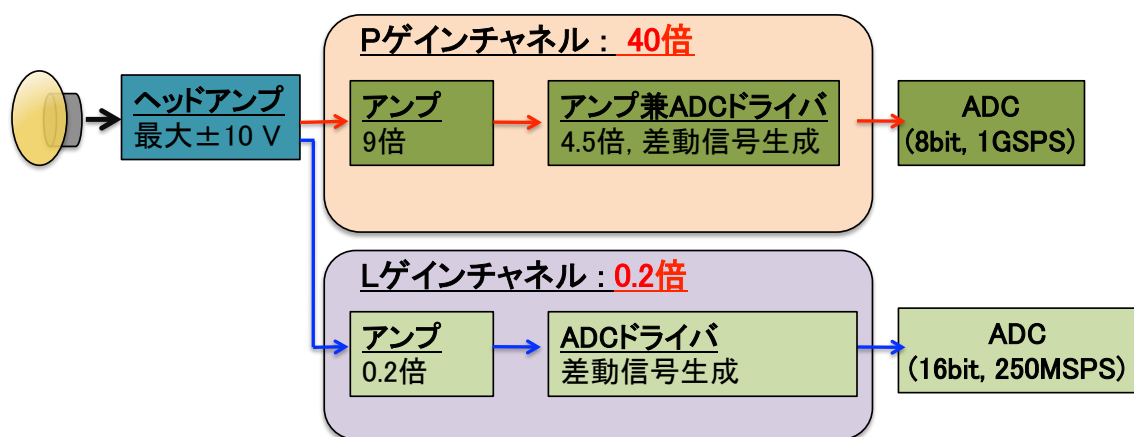 Pゲインチャネル： 40倍
ヘッドアンプ
最大±10 V
アンプ
9倍
アンプ兼ADCドライバ
4.5倍, 差動信号生成
ADC
(8bit, 1GSPS)
Lゲインチャネル：0.2倍
アンプ
0.2倍
ADCドライバ
差動信号生成
ADC
(16bit, 250MSPS)